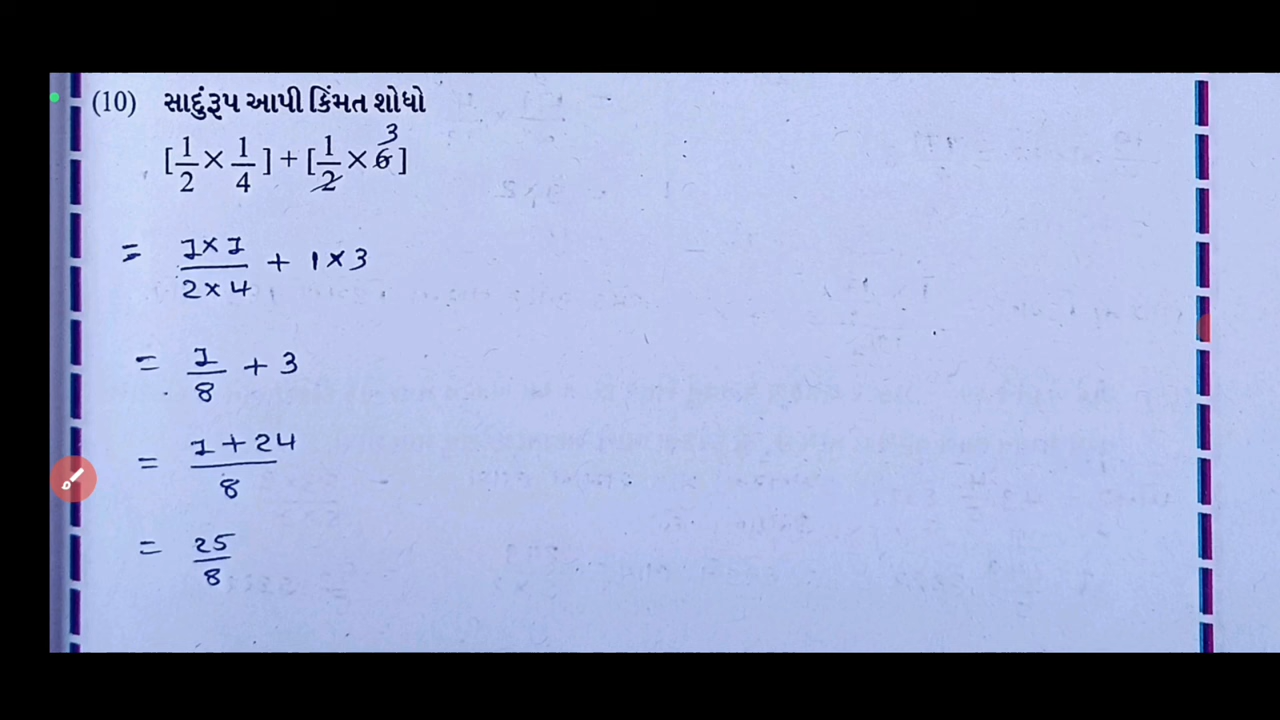 (10) સાદુંરૂપ આપી કિંમત શોધો
[1/2 × 1/4] + [1/2 × 6] 3
= 1×1/2×4 + 1×3
= 1/8 + 3
= 1+24/8
= 25/8